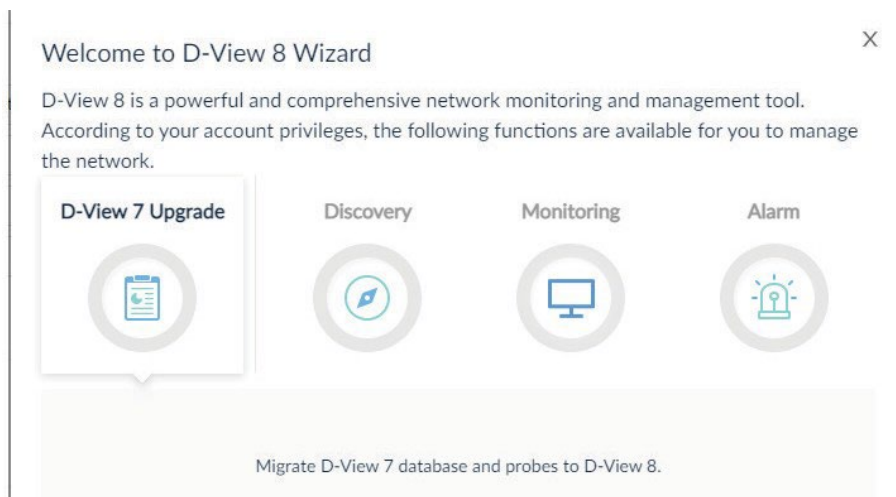 Welcome to D-View 8 Wizard
X
D-View 8 is a powerful and comprehensive network monitoring and management tool.
According to your account privileges, the following functions are available for you to manage
the network.
D-View 7 Upgrade
Discovery
Monitoring
Alarm
Migrate D-View 7 database and probes to D-View 8.